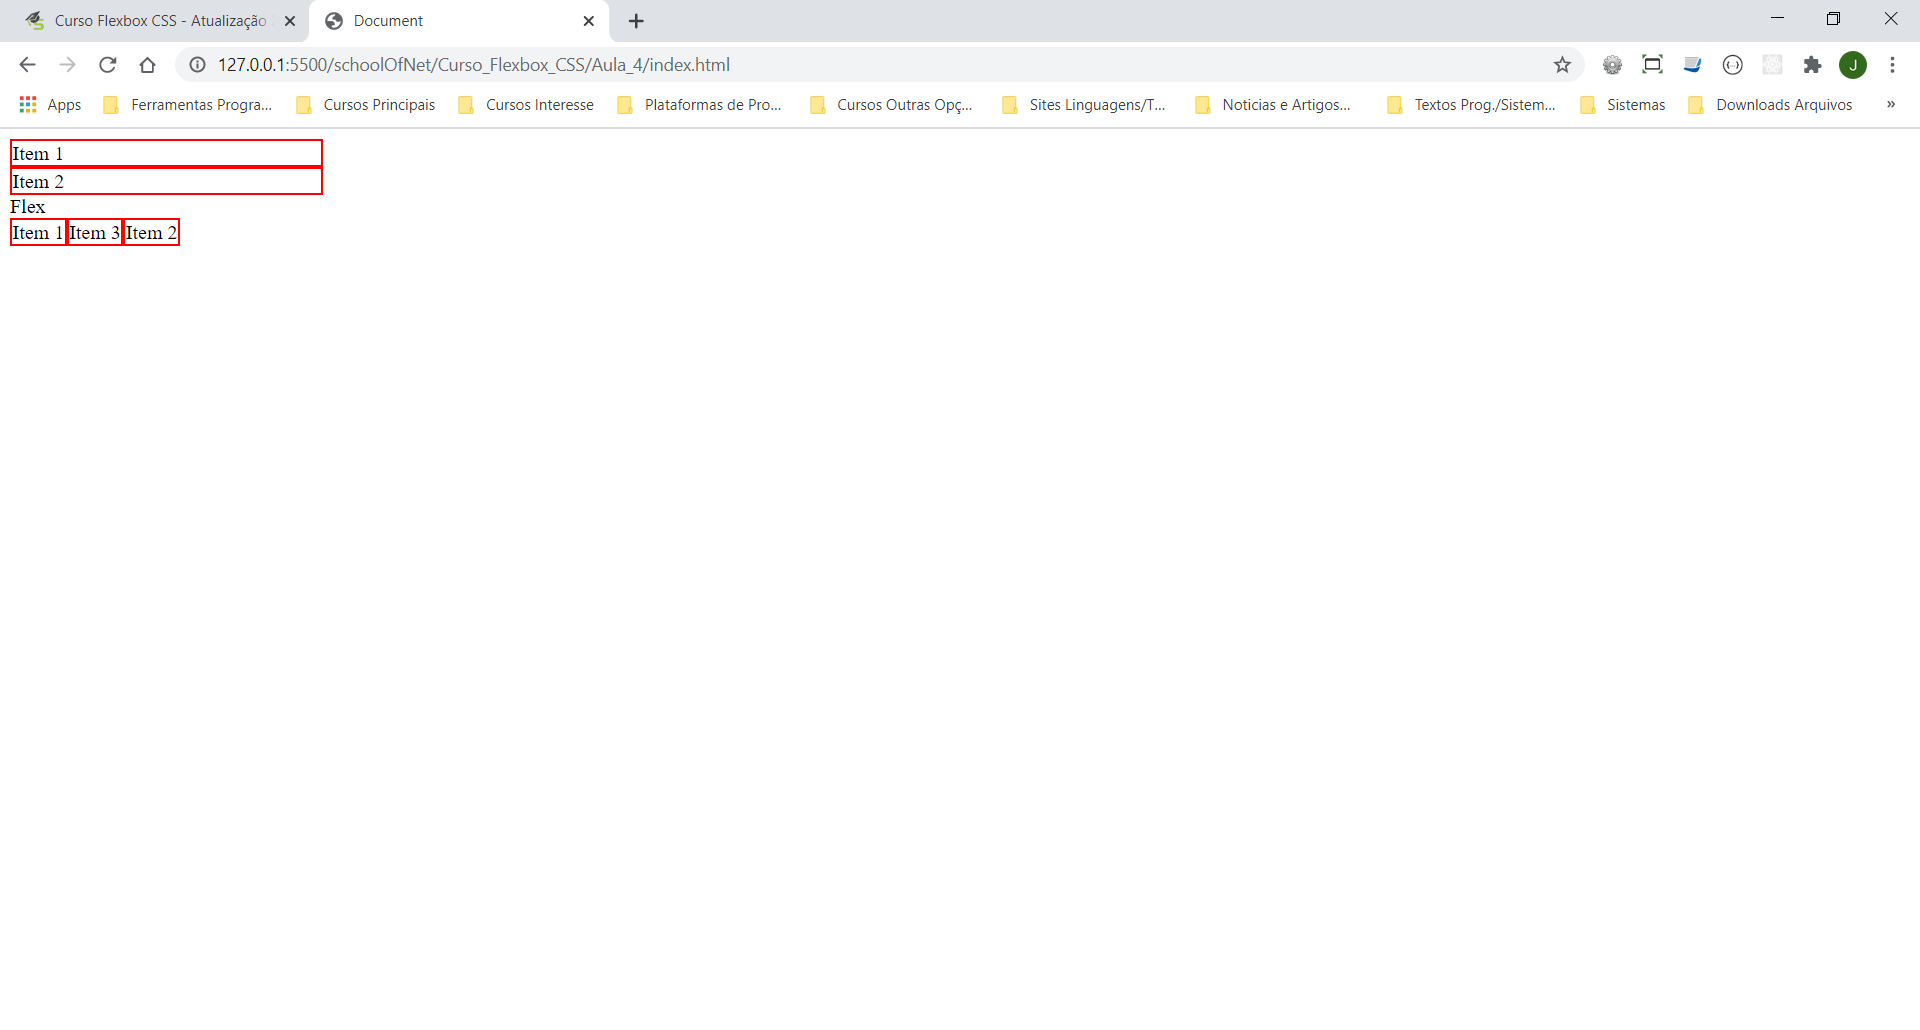 Curso Flexbox CSS - Atualização
Document
127.0.0.1:5500/schoolOfNet/Curso_Flexbox_CSS/Aula_4/index.html
J
Apps
Ferramentas Progra...
Cursos Principais
Cursos Interesse
Plataformas de Pro...
Cursos Outras Opç...
Sites Linguagens/T...
Noticias e Artigos...
Textos Prog./Sistem...
Sistemas
Downloads Arquivos
»
Item 1
Item 2
Flex
Item 1 Item 3 Item 2